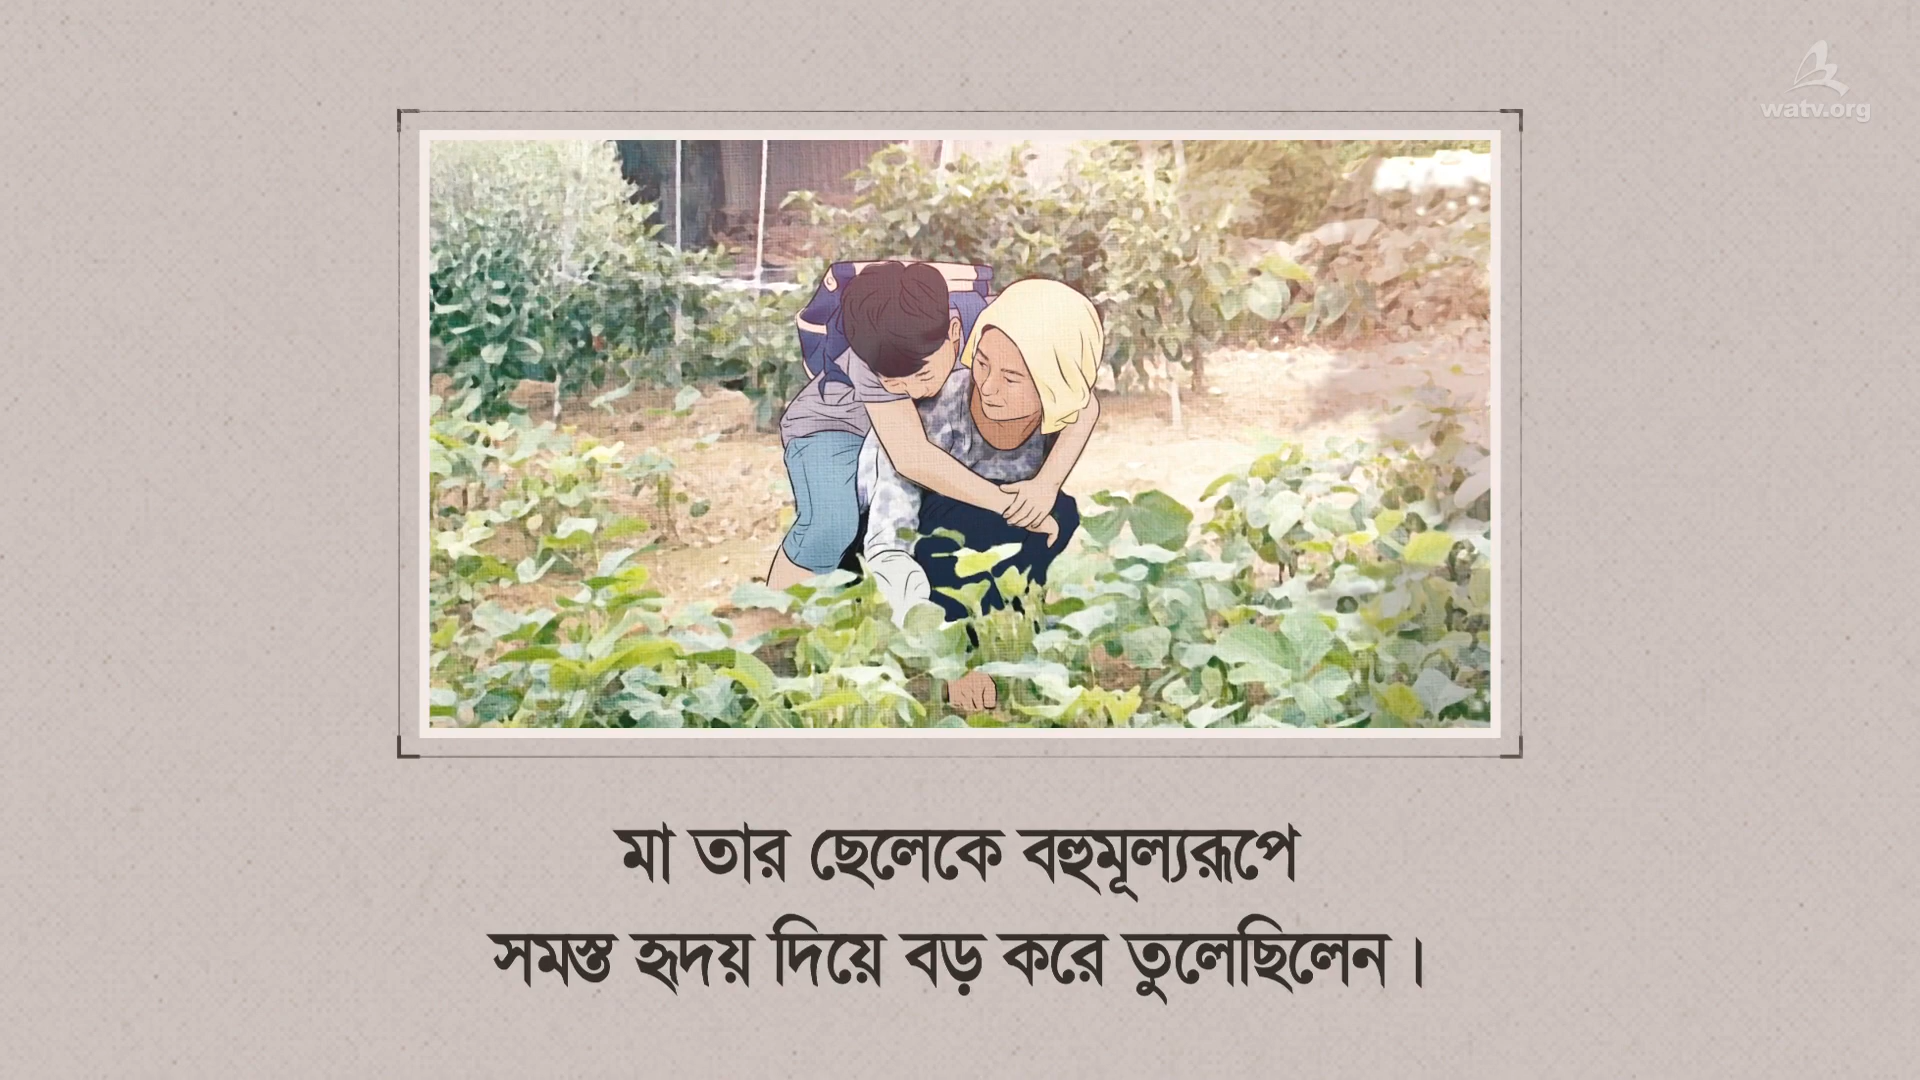 watv.org
মা তার ছেলেকে বহুমূল্যরূপে
সমস্ত হৃদয় দিয়ে বড় করে তুলেছিলেন।